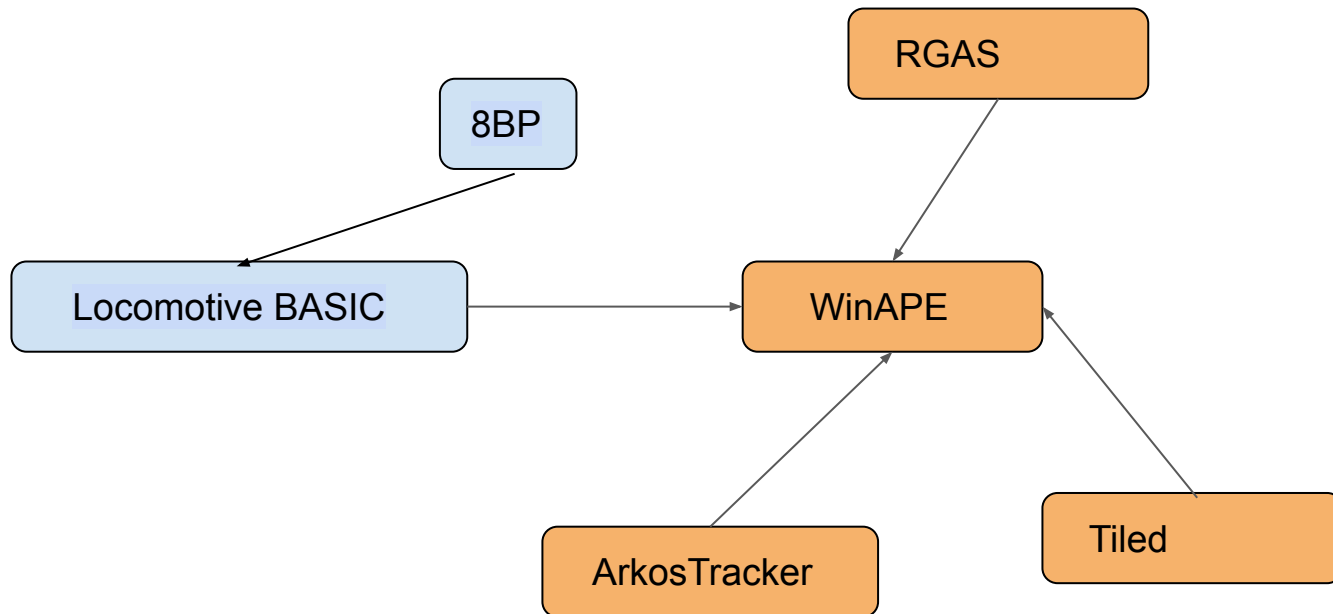 RGAS
8BP
Locomotive BASIC
WinAPE
Tiled
ArkosTracker